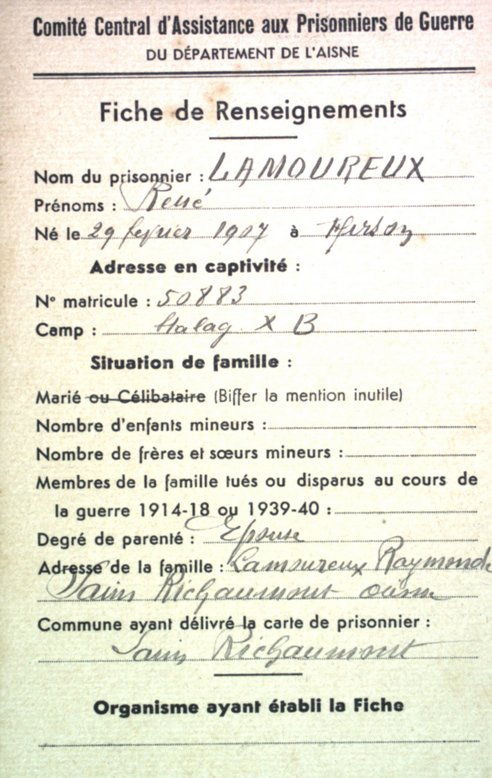 Comité Central d'Assistance aux Prisonniers de Guerre
DU DÉPARTEMENT DE L'AISNE
Fiche de Renseignements
Nom du prisonnier : LAMOUREUX
Prénoms : René
Né le 29 fevrier 1907 à Hirson
Adresse en captivité :
N° matricule : 50883
Camp : Stalag X B
Situation de famille :
Marié ou Célibataire (Biffer la mention inutile)
Nombre d'enfants mineurs :
Nombre de frères et sœurs mineurs :
Membres de la famille tués ou disparus au cours de
la guerre 1914-18 ou 1939-40 :
Degré de parenté : Epouse
Adresse de la famille : Lamoureux Raymonde
Sains Richaumont aisne
Commune ayant délivré la carte de prisonnier :
Sains Richaumont
Organisme ayant établi la Fiche